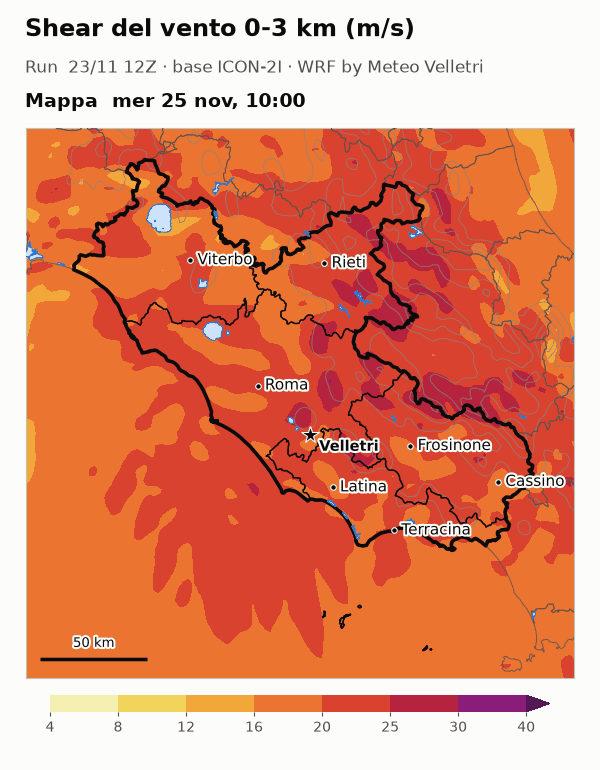 Shear del vento 0-3 km (m/s)
Run  23/11 12Z · base ICON-2I · WRF by Meteo Velletri
Mappa  mer 25 nov, 10:00
Viterbo
Rieti
Roma
Velletri
Frosinone
Cassino
Latina
Terracina
50 km
4 8 12 16 20 25 30 40